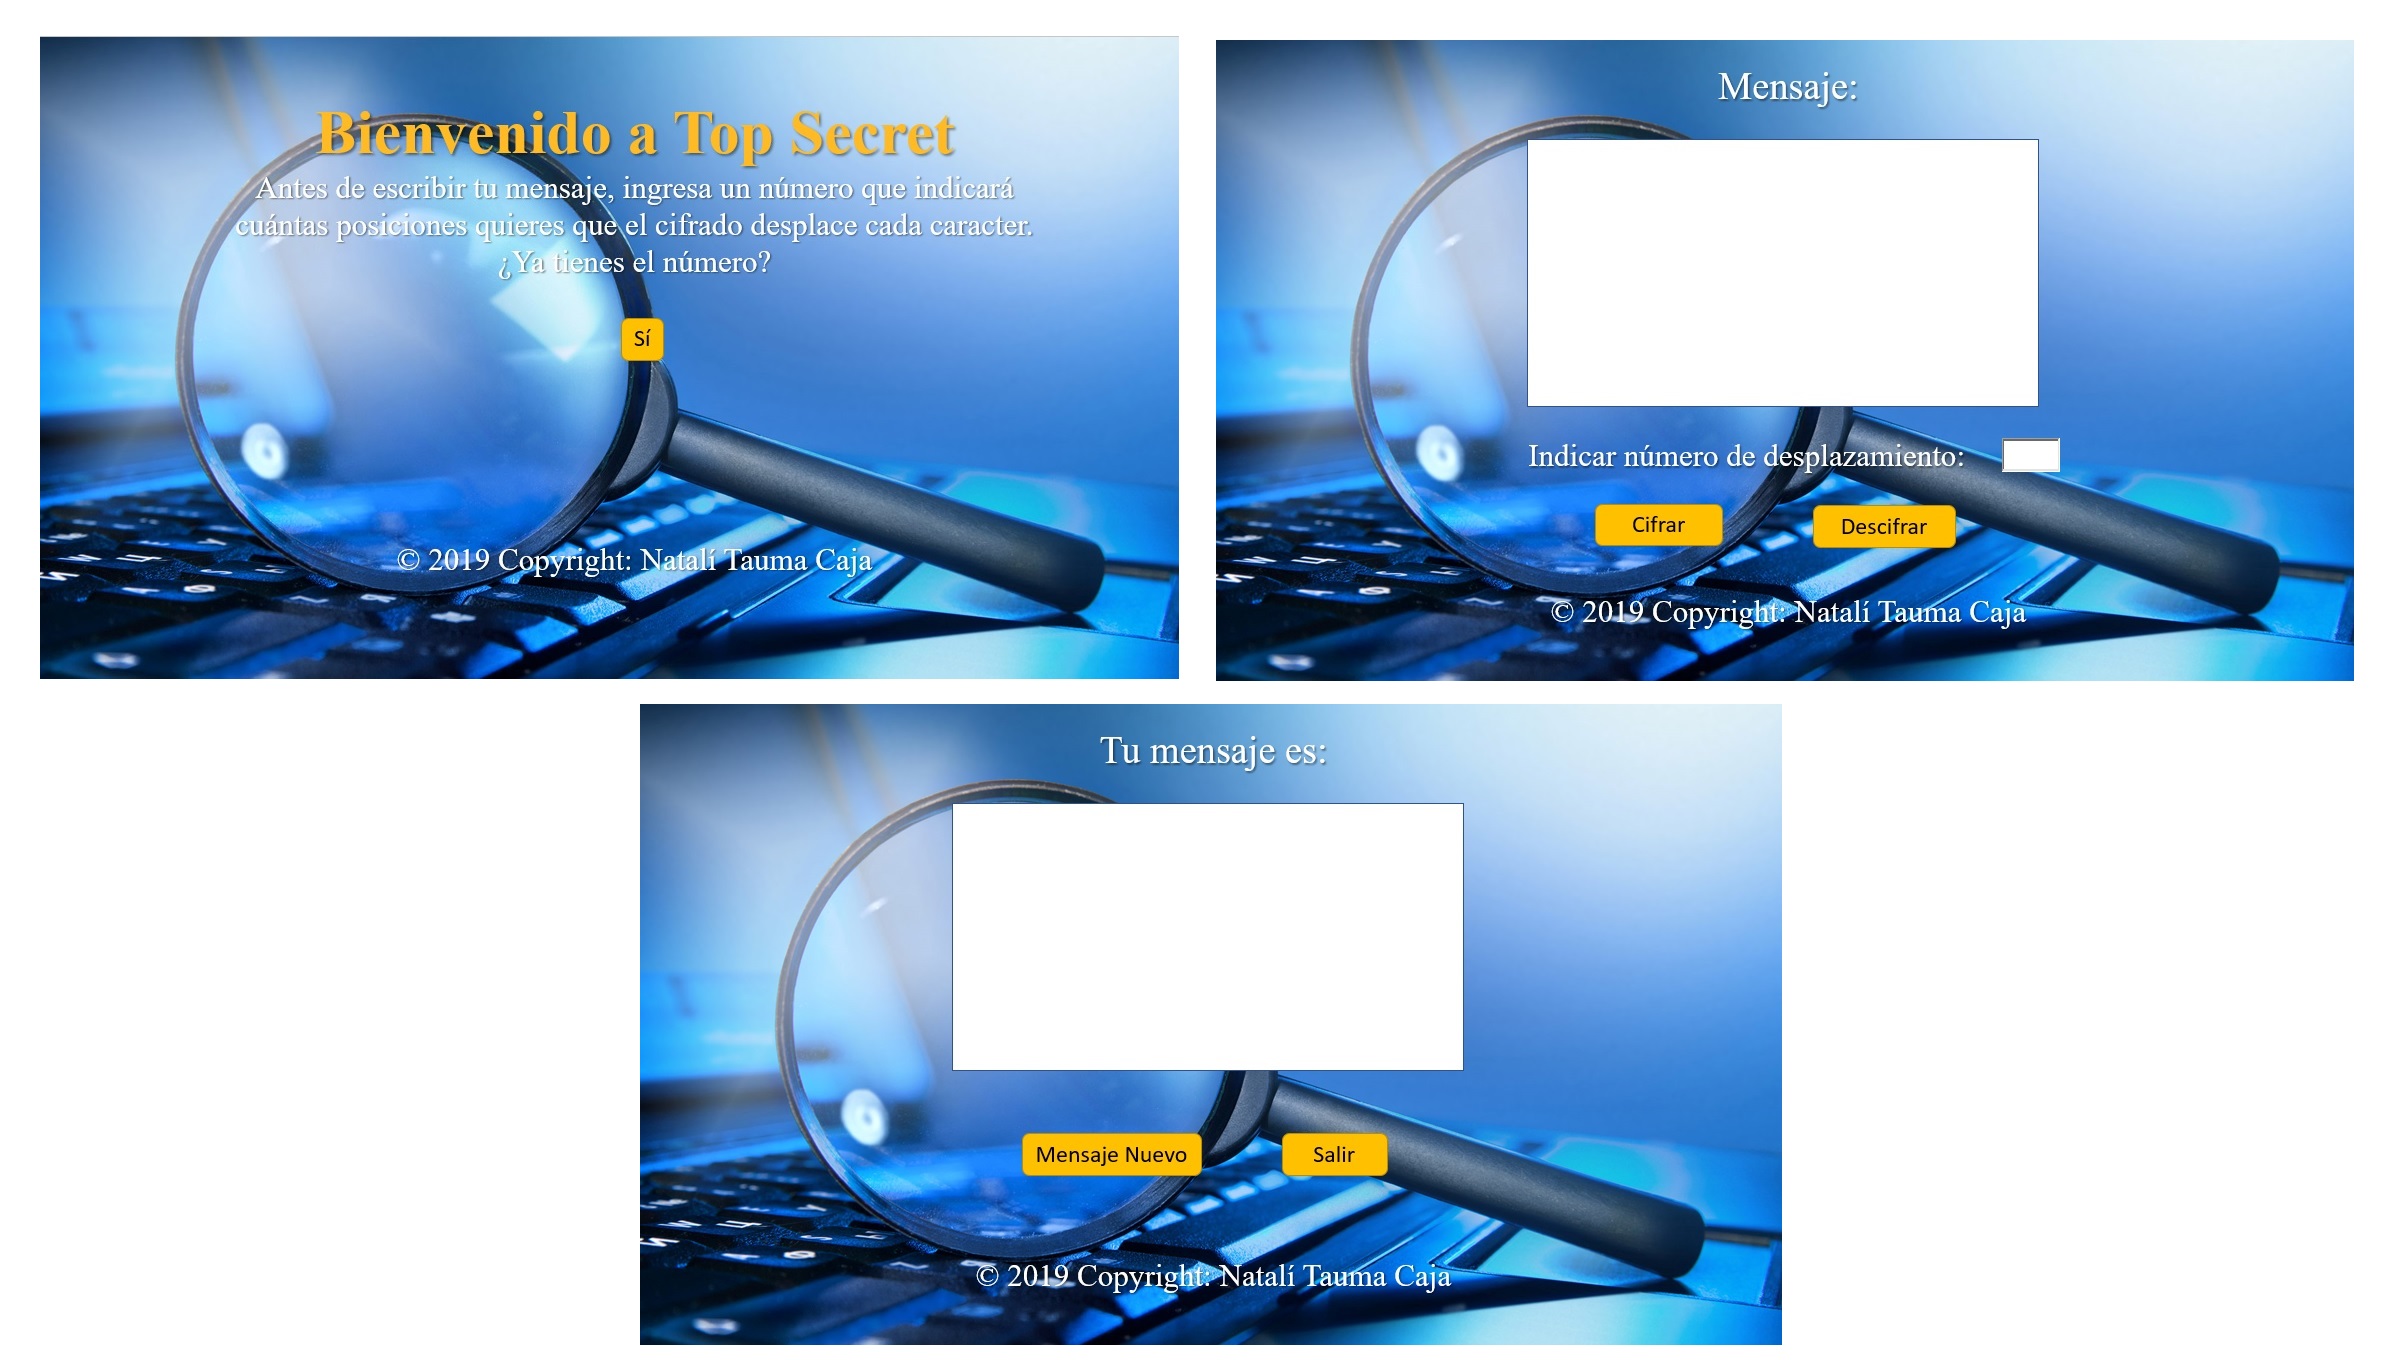 Bienvenido a Top Secret
Antes de escribir tu mensaje, ingresa un número que indicará
cuántas posiciones quieres que el cifrado desplace cada caracter.
¿Ya tienes el número?
Sí
© 2019 Copyright: Natalí Tauma Caja
Mensaje:
Indicar número de desplazamiento:
Cifrar
Descifrar
© 2019 Copyright: Natalí Tauma Caja
Tu mensaje es:
Mensaje Nuevo
Salir
© 2019 Copyright: Natalí Tauma Caja